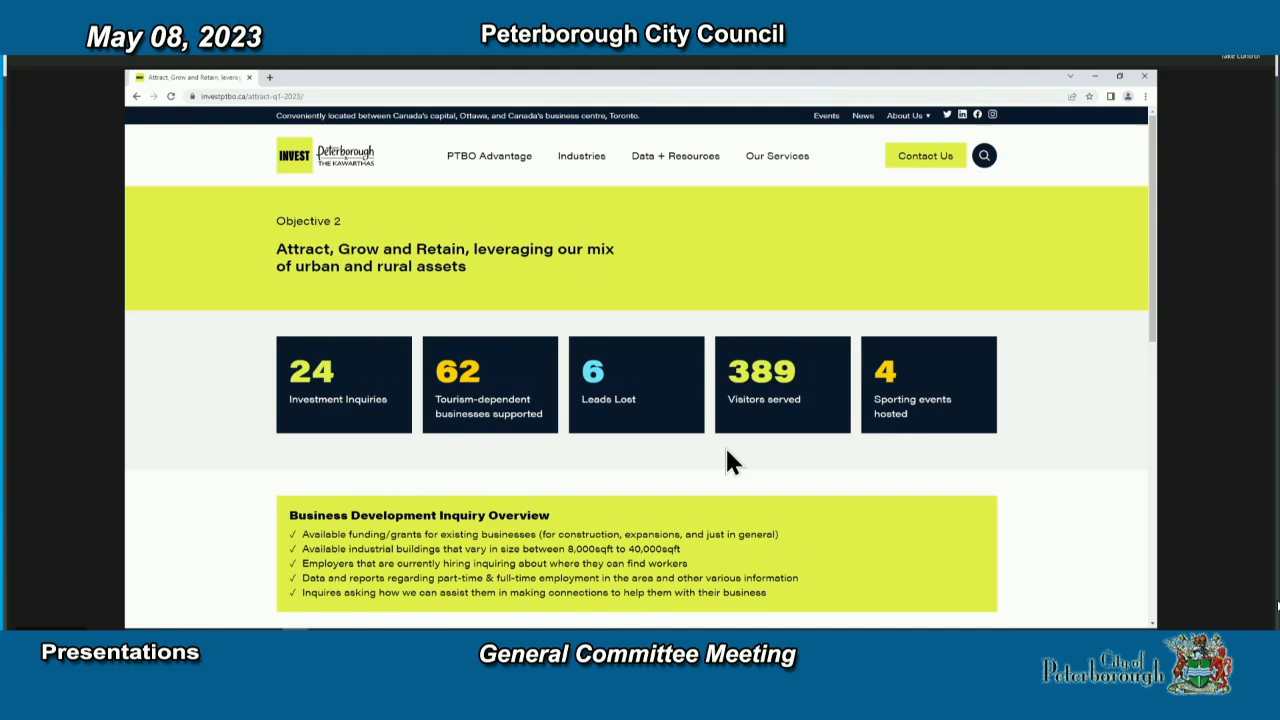 May 08, 2023
Peterborough City Council
Take Control
Attract, Grow and Retain, levera
investptbo.ca/attract-q1-2023/
Conveniently located between Canada's capital, Ottawa, and Canada's business centre, Toronto.
Events News About Us
INVEST Peterborough & THE KAWARTHAS
PTBO Advantage Industries Data + Resources Our Services
Contact Us
Objective 2
Attract, Grow and Retain, leveraging our mix
of urban and rural assets
24
Investment Inquiries
62
Tourism-dependent
businesses supported
6
Leads Lost
389
Visitors served
4
Sporting events
hosted
Business Development Inquiry Overview
✓ Available funding/grants for existing businesses (for construction, expansions, and just in general)
✓ Available industrial buildings that vary in size between 8,000sqft to 40,000sqft
✓ Employers that are currently hiring inquiring about where they can find workers
✓ Data and reports regarding part-time & full-time employment in the area and other various information
✓ Inquires asking how we can assist them in making connections to help them with their business
Presentations
General Committee Meeting
City of
Peterborough